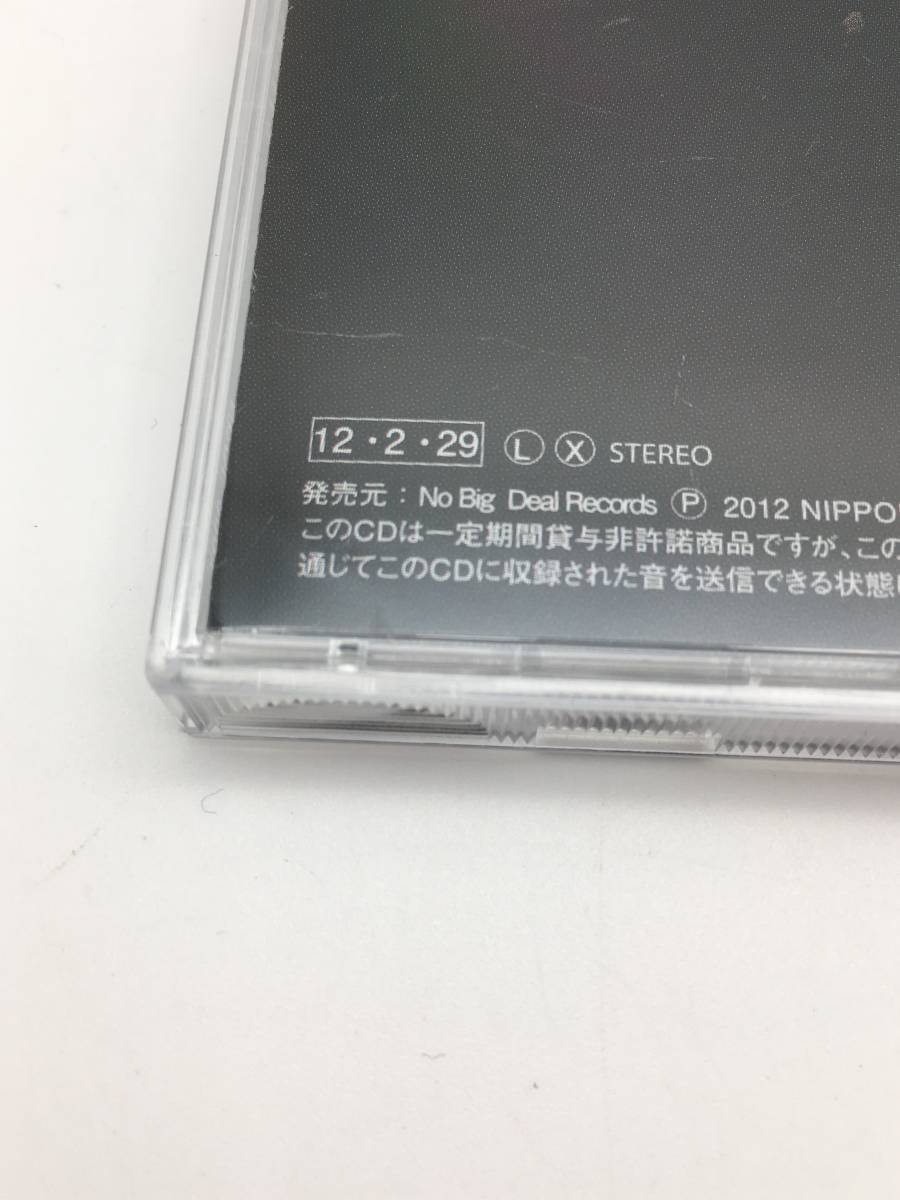 12・2・29 Ⓛ Ⓧ STEREO
発売元：No Big Deal Records Ⓟ 2012 NIPPO
このCDは一定期間貸与非許諾商品ですが、この
通じてこのCDに収録された音を送信できる状態に